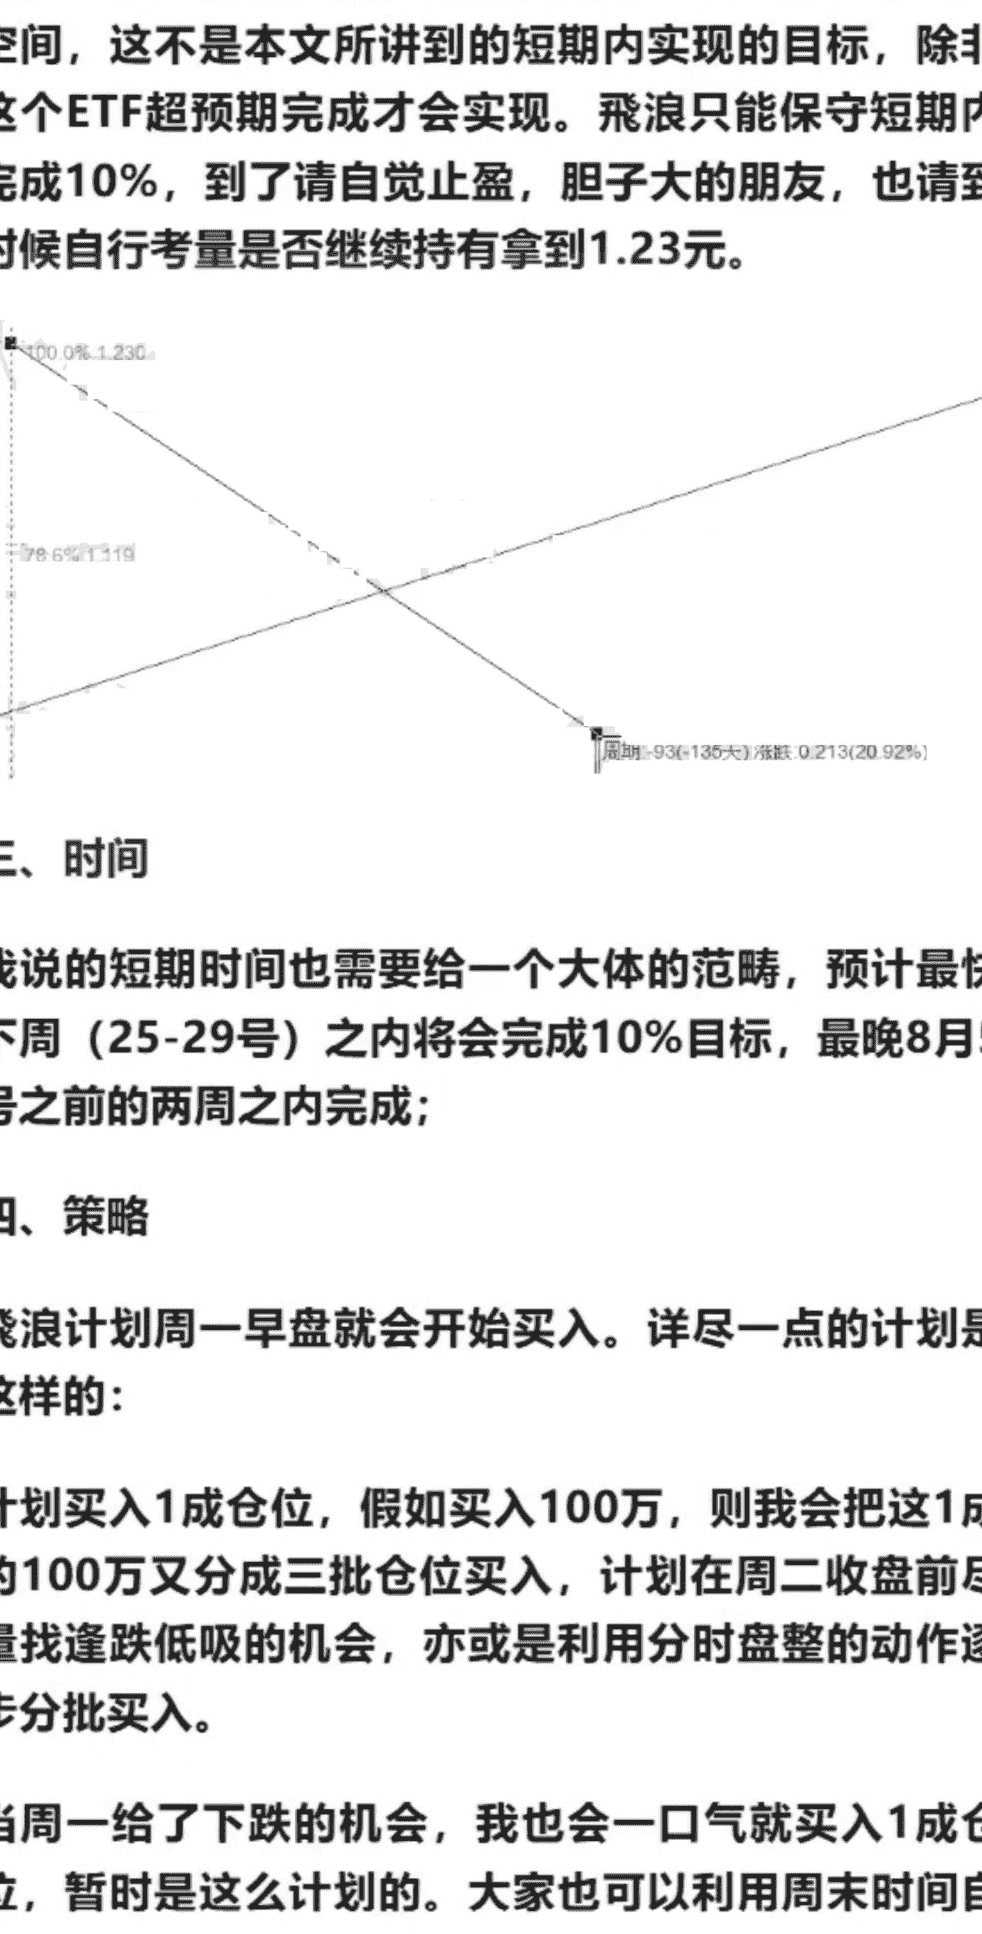 空间，这不是本文所讲到的短期内实现的目标，除非
这个ETF超预期完成才会实现。飛浪只能保守短期内
完成10%，到了请自觉止盈，胆子大的朋友，也请到
时候自行考量是否继续持有拿到1.23元。
100.0% 1.230
78.6% 1.119
周期:-93(-135天) 涨跌:0.213(20.92%)
三、时间
我说的短期时间也需要给一个大体的范畴，预计最快
下周（25-29号）之内将会完成10%目标，最晚8月5
号之前的两周之内完成；
四、策略
飛浪计划周一早盘就会开始买入。详尽一点的计划是
这样的：
计划买入1成仓位，假如买入100万，则我会把这1成
的100万又分成三批仓位买入，计划在周二收盘前尽
量找逢跌低吸的机会，亦或是利用分时盘整的动作逐
步分批买入。
当周一给了下跌的机会，我也会一口气就买入1成仓
位，暂时是这么计划的。大家也可以利用周末时间自